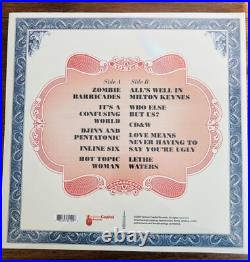 Side A
ZOMBIE
BARRICADES
IT'S A
CONFUSING
WORLD
DJINN AND
PENTATONIC
INLINE SIX
HOT TOPIC
WOMAN
Side B
ALL'S WELL IN
MILTON KEYNES
WHO ELSE
BUT US?
CD&W
LOVE MEANS
NEVER HAVING TO
SAY YOU'RE UGLY
LETHE
WATERS